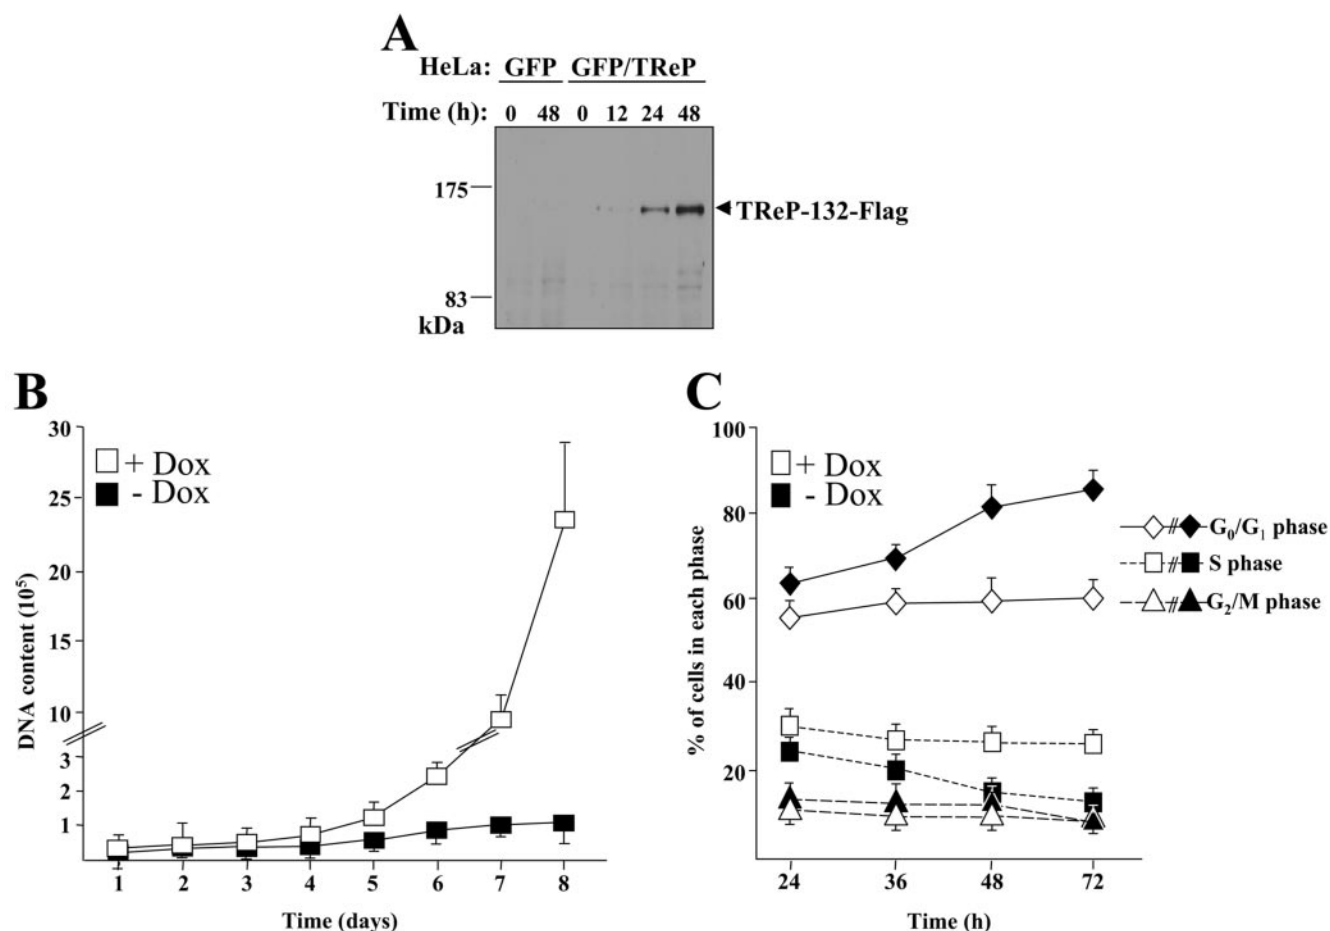 A
HeLa: GFP GFP/TReP
Time (h): 0 48 0 12 24 48
175
TReP-132-Flag
83
kDa
B
30
25
20
15
10
3
2
1
DNA content (10⁵)
+ Dox
- Dox
1 2 3 4 5 6 7 8
Time (days)
C
100
80
60
40
20
% of cells in each phase
+ Dox
- Dox
// G₀/G₁ phase
// S phase
// G₂/M phase
24 36 48 72
Time (h)